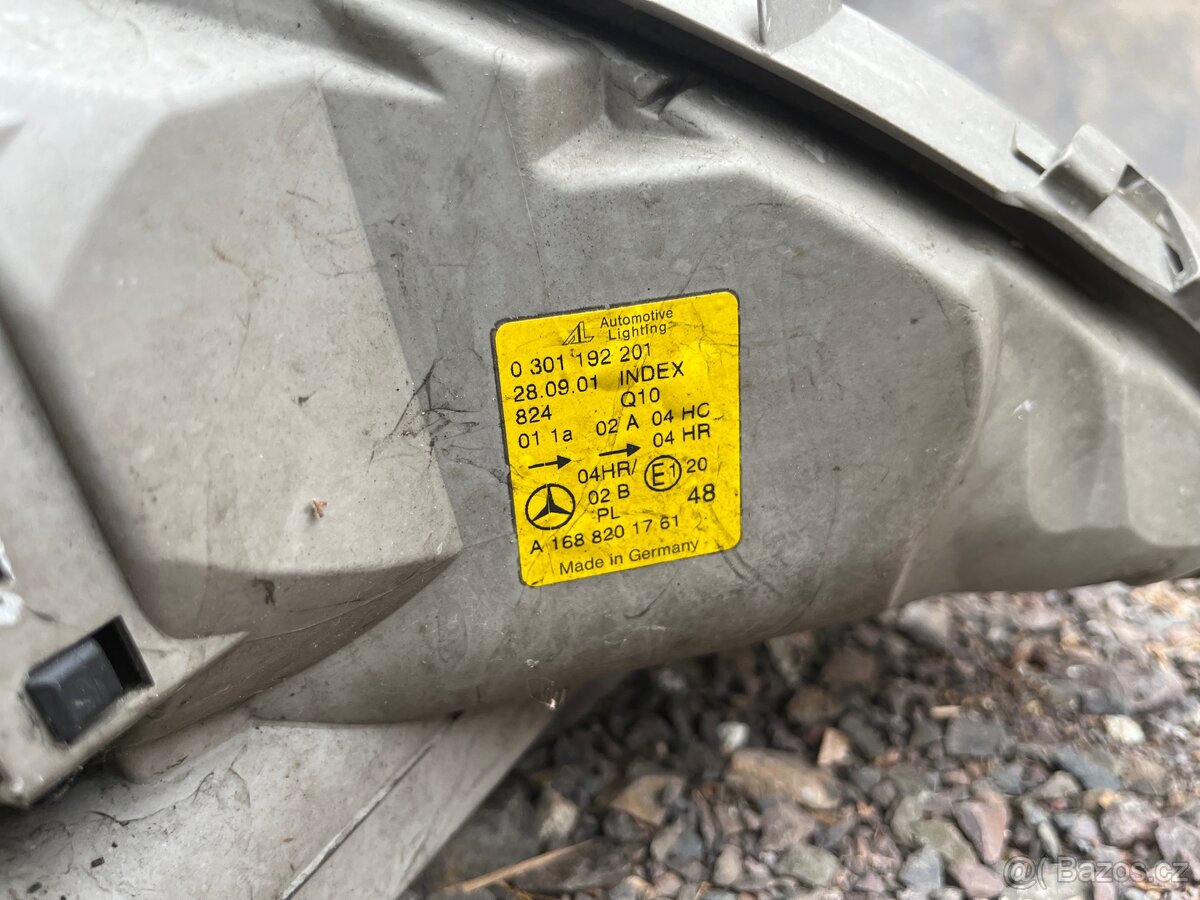 AL Automotive
Lighting
0 301 192 201
28.09.01 INDEX
824 Q10
01 1a 02 A 04 HC
04 HR
04HR/ E1 20
02 B 48
PL
A 168 820 17 61
Made in Germany
@( Bazos.cz